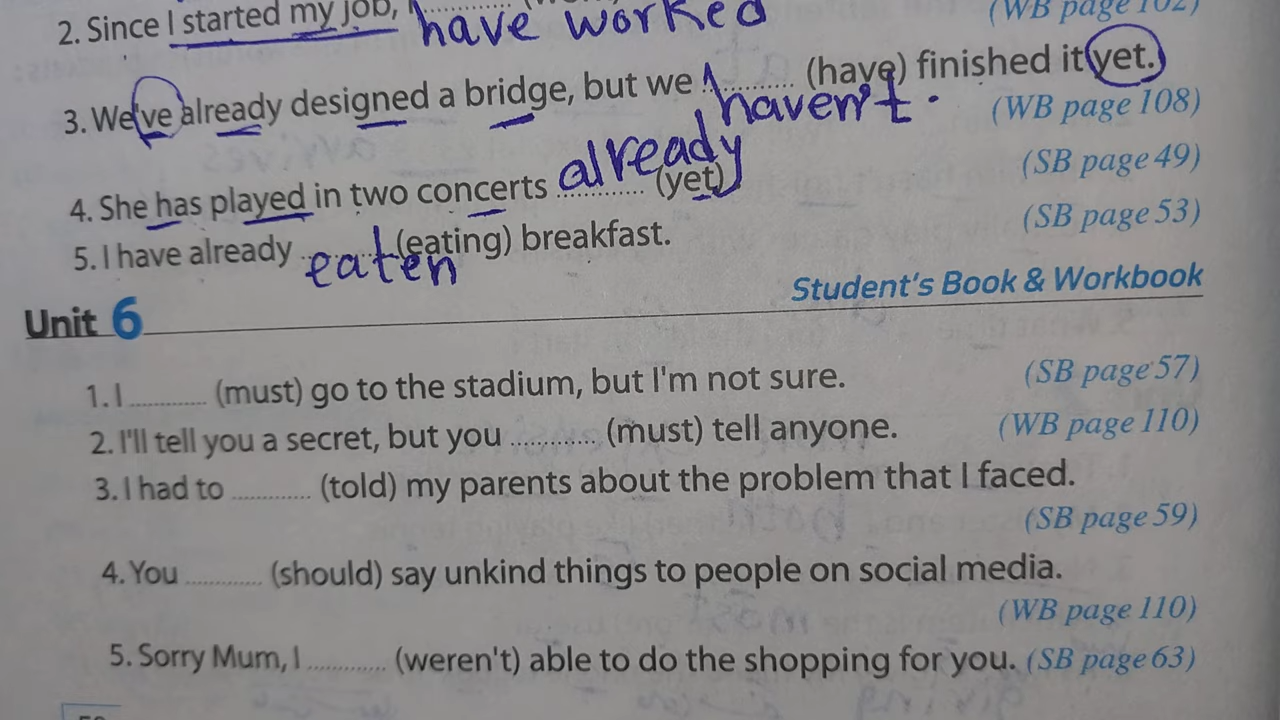 2. Since I started my job, ............ have worked
(WB page 102)
3. We've already designed a bridge, but we ............ (have) finished it yet.
haven't. (WB page 108)
already (SB page 49)
4. She has played in two concerts ............ (yet)
(SB page 53)
5. I have already ............ (eating) breakfast.
eaten
Student's Book & Workbook
Unit 6
1. I ............ (must) go to the stadium, but I'm not sure. (SB page 57)
2. I'll tell you a secret, but you ............ (must) tell anyone. (WB page 110)
3. I had to ............ (told) my parents about the problem that I faced.
(SB page 59)
4. You ............ (should) say unkind things to people on social media.
(WB page 110)
5. Sorry Mum, I ............ (weren't) able to do the shopping for you. (SB page 63)